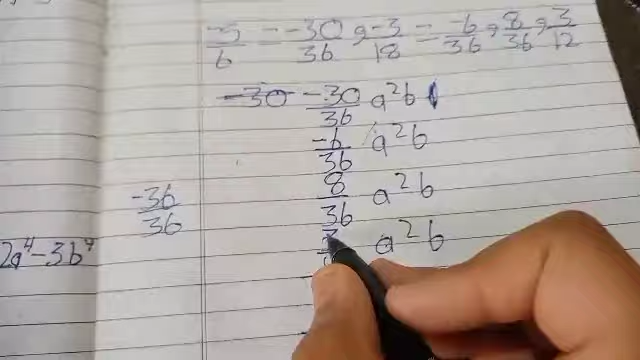 -5/6 = -30/36, -3/18 = -6/36, 8/36, 3/12
-30 -30/36 a²b
-6/36 a²b
8/36 a²b
a²b
-36/36
2a⁴-3b⁴